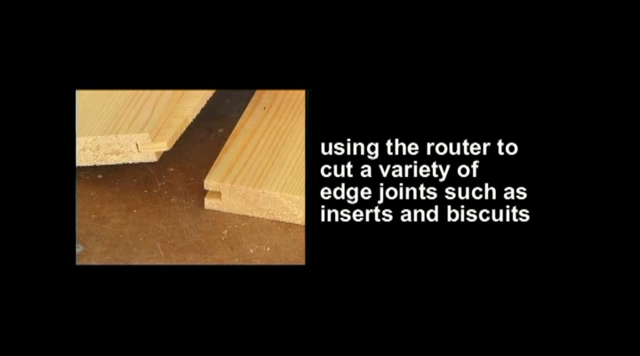 using the router to
cut a variety of
edge joints such as
inserts and biscuits